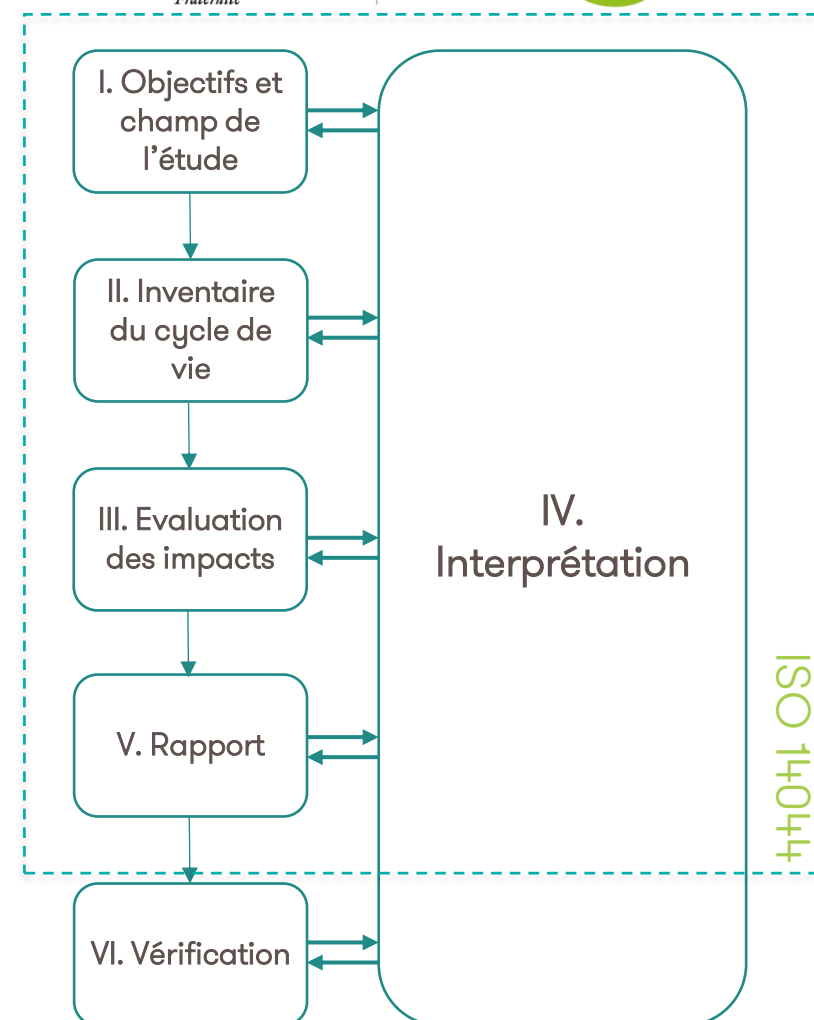 Fraternité
I. Objectifs et
champ de
l'étude
II. Inventaire
du cycle de
vie
III. Evaluation
des impacts
IV.
Interprétation
V. Rapport
VI. Vérification
ISO 14044